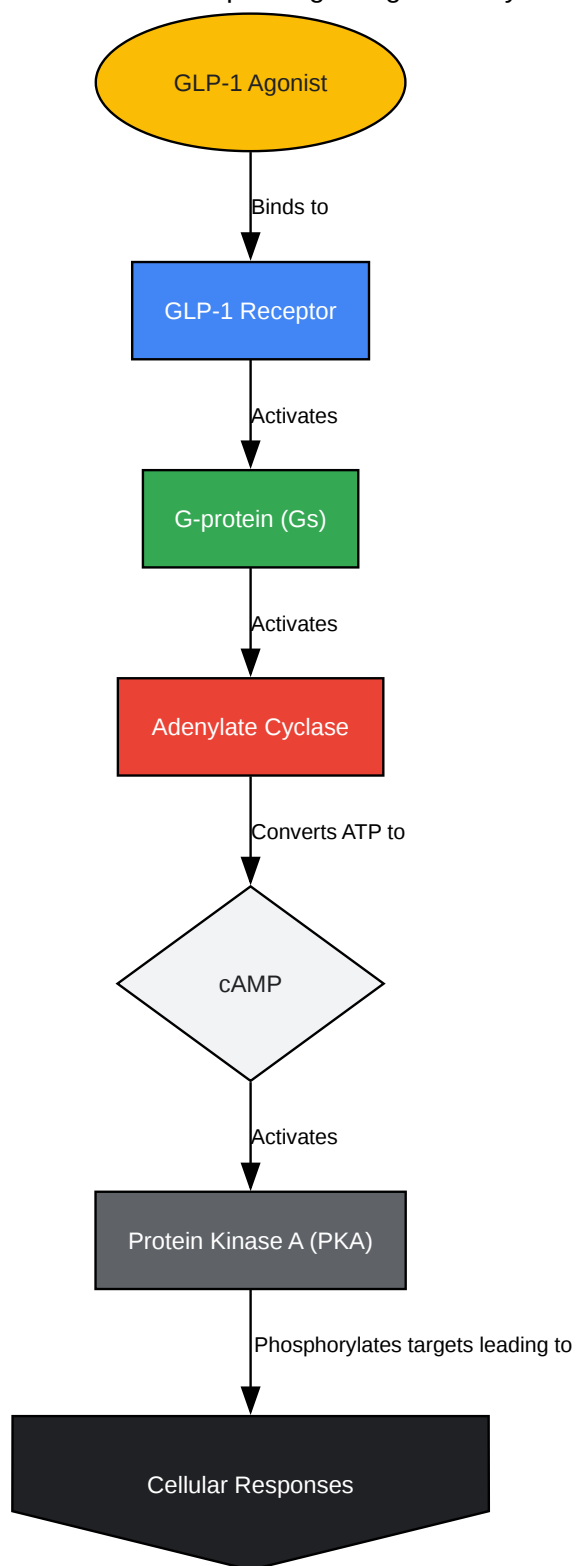 GLP-1 Agonist
Binds to
GLP-1 Receptor
Activates
G-protein (Gs)
Activates
Adenylate Cyclase
Converts ATP to
cAMP
Activates
Protein Kinase A (PKA)
Phosphorylates targets leading to
Cellular Responses